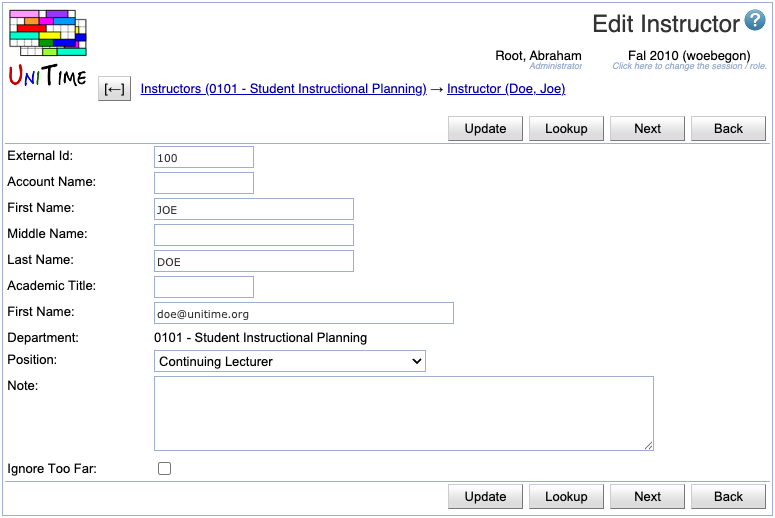 Edit Instructor ?
UniTime
Root, Abraham Fal 2010 (woebegon)
Administrator Click here to change the session / role.
[←] Instructors (0101 - Student Instructional Planning) → Instructor (Doe, Joe)
Update Lookup Next Back
External Id: 100
Account Name:
First Name: JOE
Middle Name:
Last Name: DOE
Academic Title:
First Name: doe@unitime.org
Department: 0101 - Student Instructional Planning
Position: Continuing Lecturer
Note:
Ignore Too Far:
Update Lookup Next Back